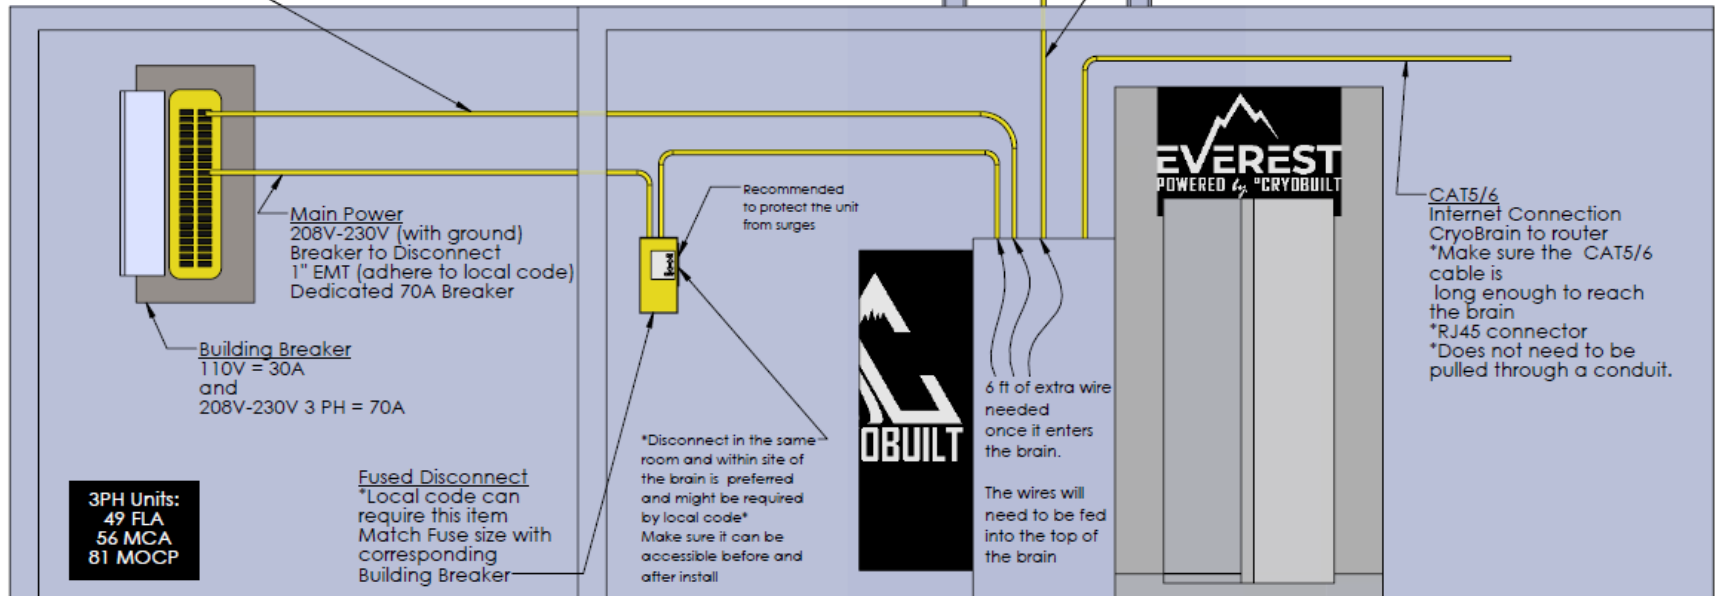 Main Power
208V-230V (with ground)
Breaker to Disconnect
1" EMT (adhere to local code)
Dedicated 70A Breaker
Building Breaker
110V = 30A
and
208V-230V 3 PH = 70A
3PH Units:
49 FLA
56 MCA
81 MOCP
Fused Disconnect
*Local code can
require this item
Match Fuse size with
corresponding
Building Breaker
Recommended
to protect the unit
from surges
*Disconnect in the same
room and within site of
the brain is preferred
and might be required
by local code*
Make sure it can be
accessible before and
after install
OBUILT
6 ft of extra wire
needed
once it enters
the brain.
The wires will
need to be fed
into the top of
the brain
EVEREST
POWERED by °CRYOBUILT
CAT5/6
Internet Connection
CryoBrain to router
*Make sure the CAT5/6
cable is
long enough to reach
the brain
*RJ45 connector
*Does not need to be
pulled through a conduit.